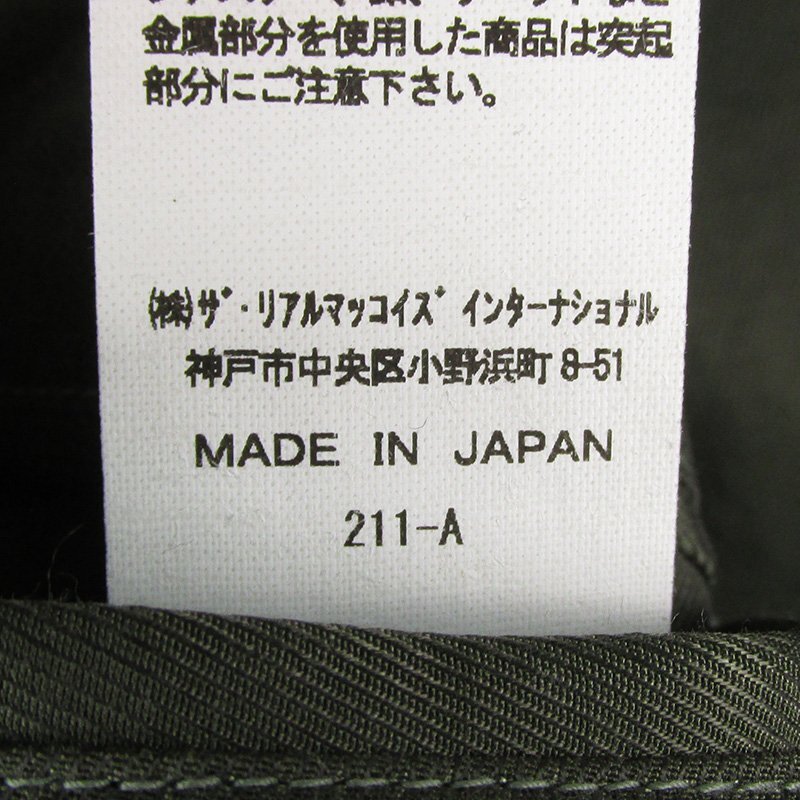 金属部分を使用した商品は突起
部分にご注意下さい。
㈱ｻﾞ･ﾘｱﾙﾏｯｺｲｽﾞ ｲﾝﾀｰﾅｼｮﾅﾙ
神戸市中央区小野浜町8-51
MADE IN JAPAN
211-A